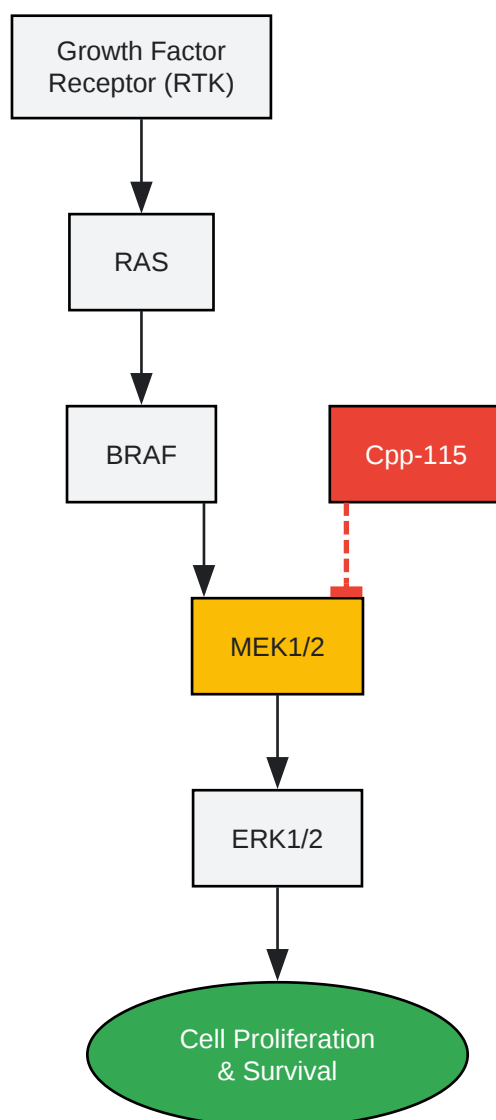 Growth Factor
Receptor (RTK)
RAS
BRAF
Cpp-115
MEK1/2
ERK1/2
Cell Proliferation
& Survival